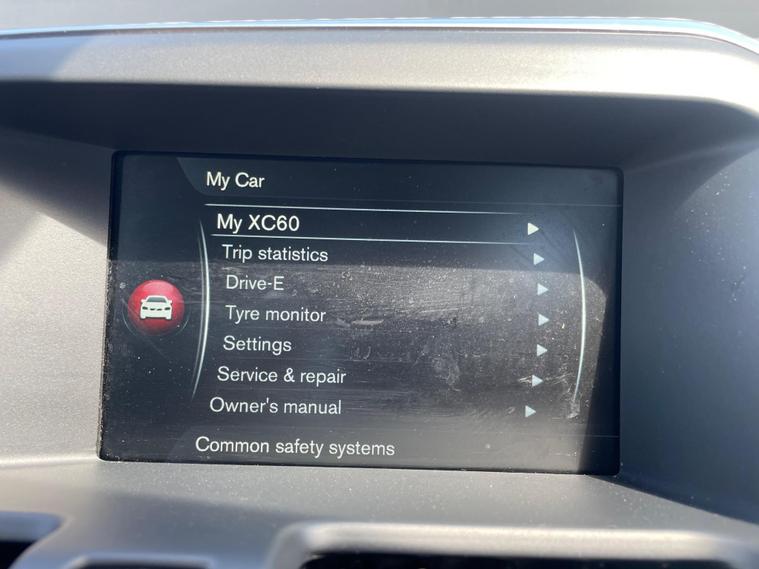 My Car
My XC60
Trip statistics
Drive-E
Tyre monitor
Settings
Service & repair
Owner's manual
Common safety systems